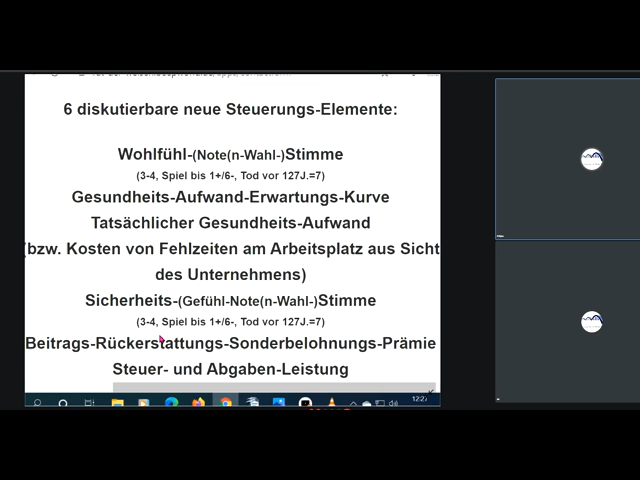 6 diskutierbare neue Steuerungs-Elemente:
Wohlfühl-(Note(n-Wahl-)Stimme
(3-4, Spiel bis 1+/6-, Tod vor 127J.=7)
Gesundheits-Aufwand-Erwartungs-Kurve
Tatsächlicher Gesundheits-Aufwand
(bzw. Kosten von Fehlzeiten am Arbeitsplatz aus Sicht
des Unternehmens)
Sicherheits-(Gefühl-Note(n-Wahl-)Stimme
(3-4, Spiel bis 1+/6-, Tod vor 127J.=7)
Beitrags-Rückerstattungs-Sonderbelohnungs-Prämie
Steuer- und Abgaben-Leistung
12:27